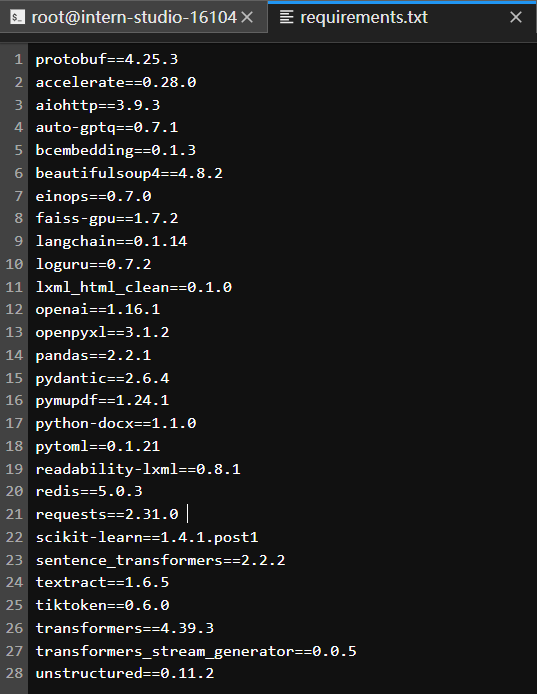 root@intern-studio-16104 requirements.txt
1 protobuf==4.25.3
2 accelerate==0.28.0
3 aiohttp==3.9.3
4 auto-gptq==0.7.1
5 bcembedding==0.1.3
6 beautifulsoup4==4.8.2
7 einops==0.7.0
8 faiss-gpu==1.7.2
9 langchain==0.1.14
10 loguru==0.7.2
11 lxml_html_clean==0.1.0
12 openai==1.16.1
13 openpyxl==3.1.2
14 pandas==2.2.1
15 pydantic==2.6.4
16 pymupdf==1.24.1
17 python-docx==1.1.0
18 pytoml==0.1.21
19 readability-lxml==0.8.1
20 redis==5.0.3
21 requests==2.31.0
22 scikit-learn==1.4.1.post1
23 sentence_transformers==2.2.2
24 textract==1.6.5
25 tiktoken==0.6.0
26 transformers==4.39.3
27 transformers_stream_generator==0.0.5
28 unstructured==0.11.2